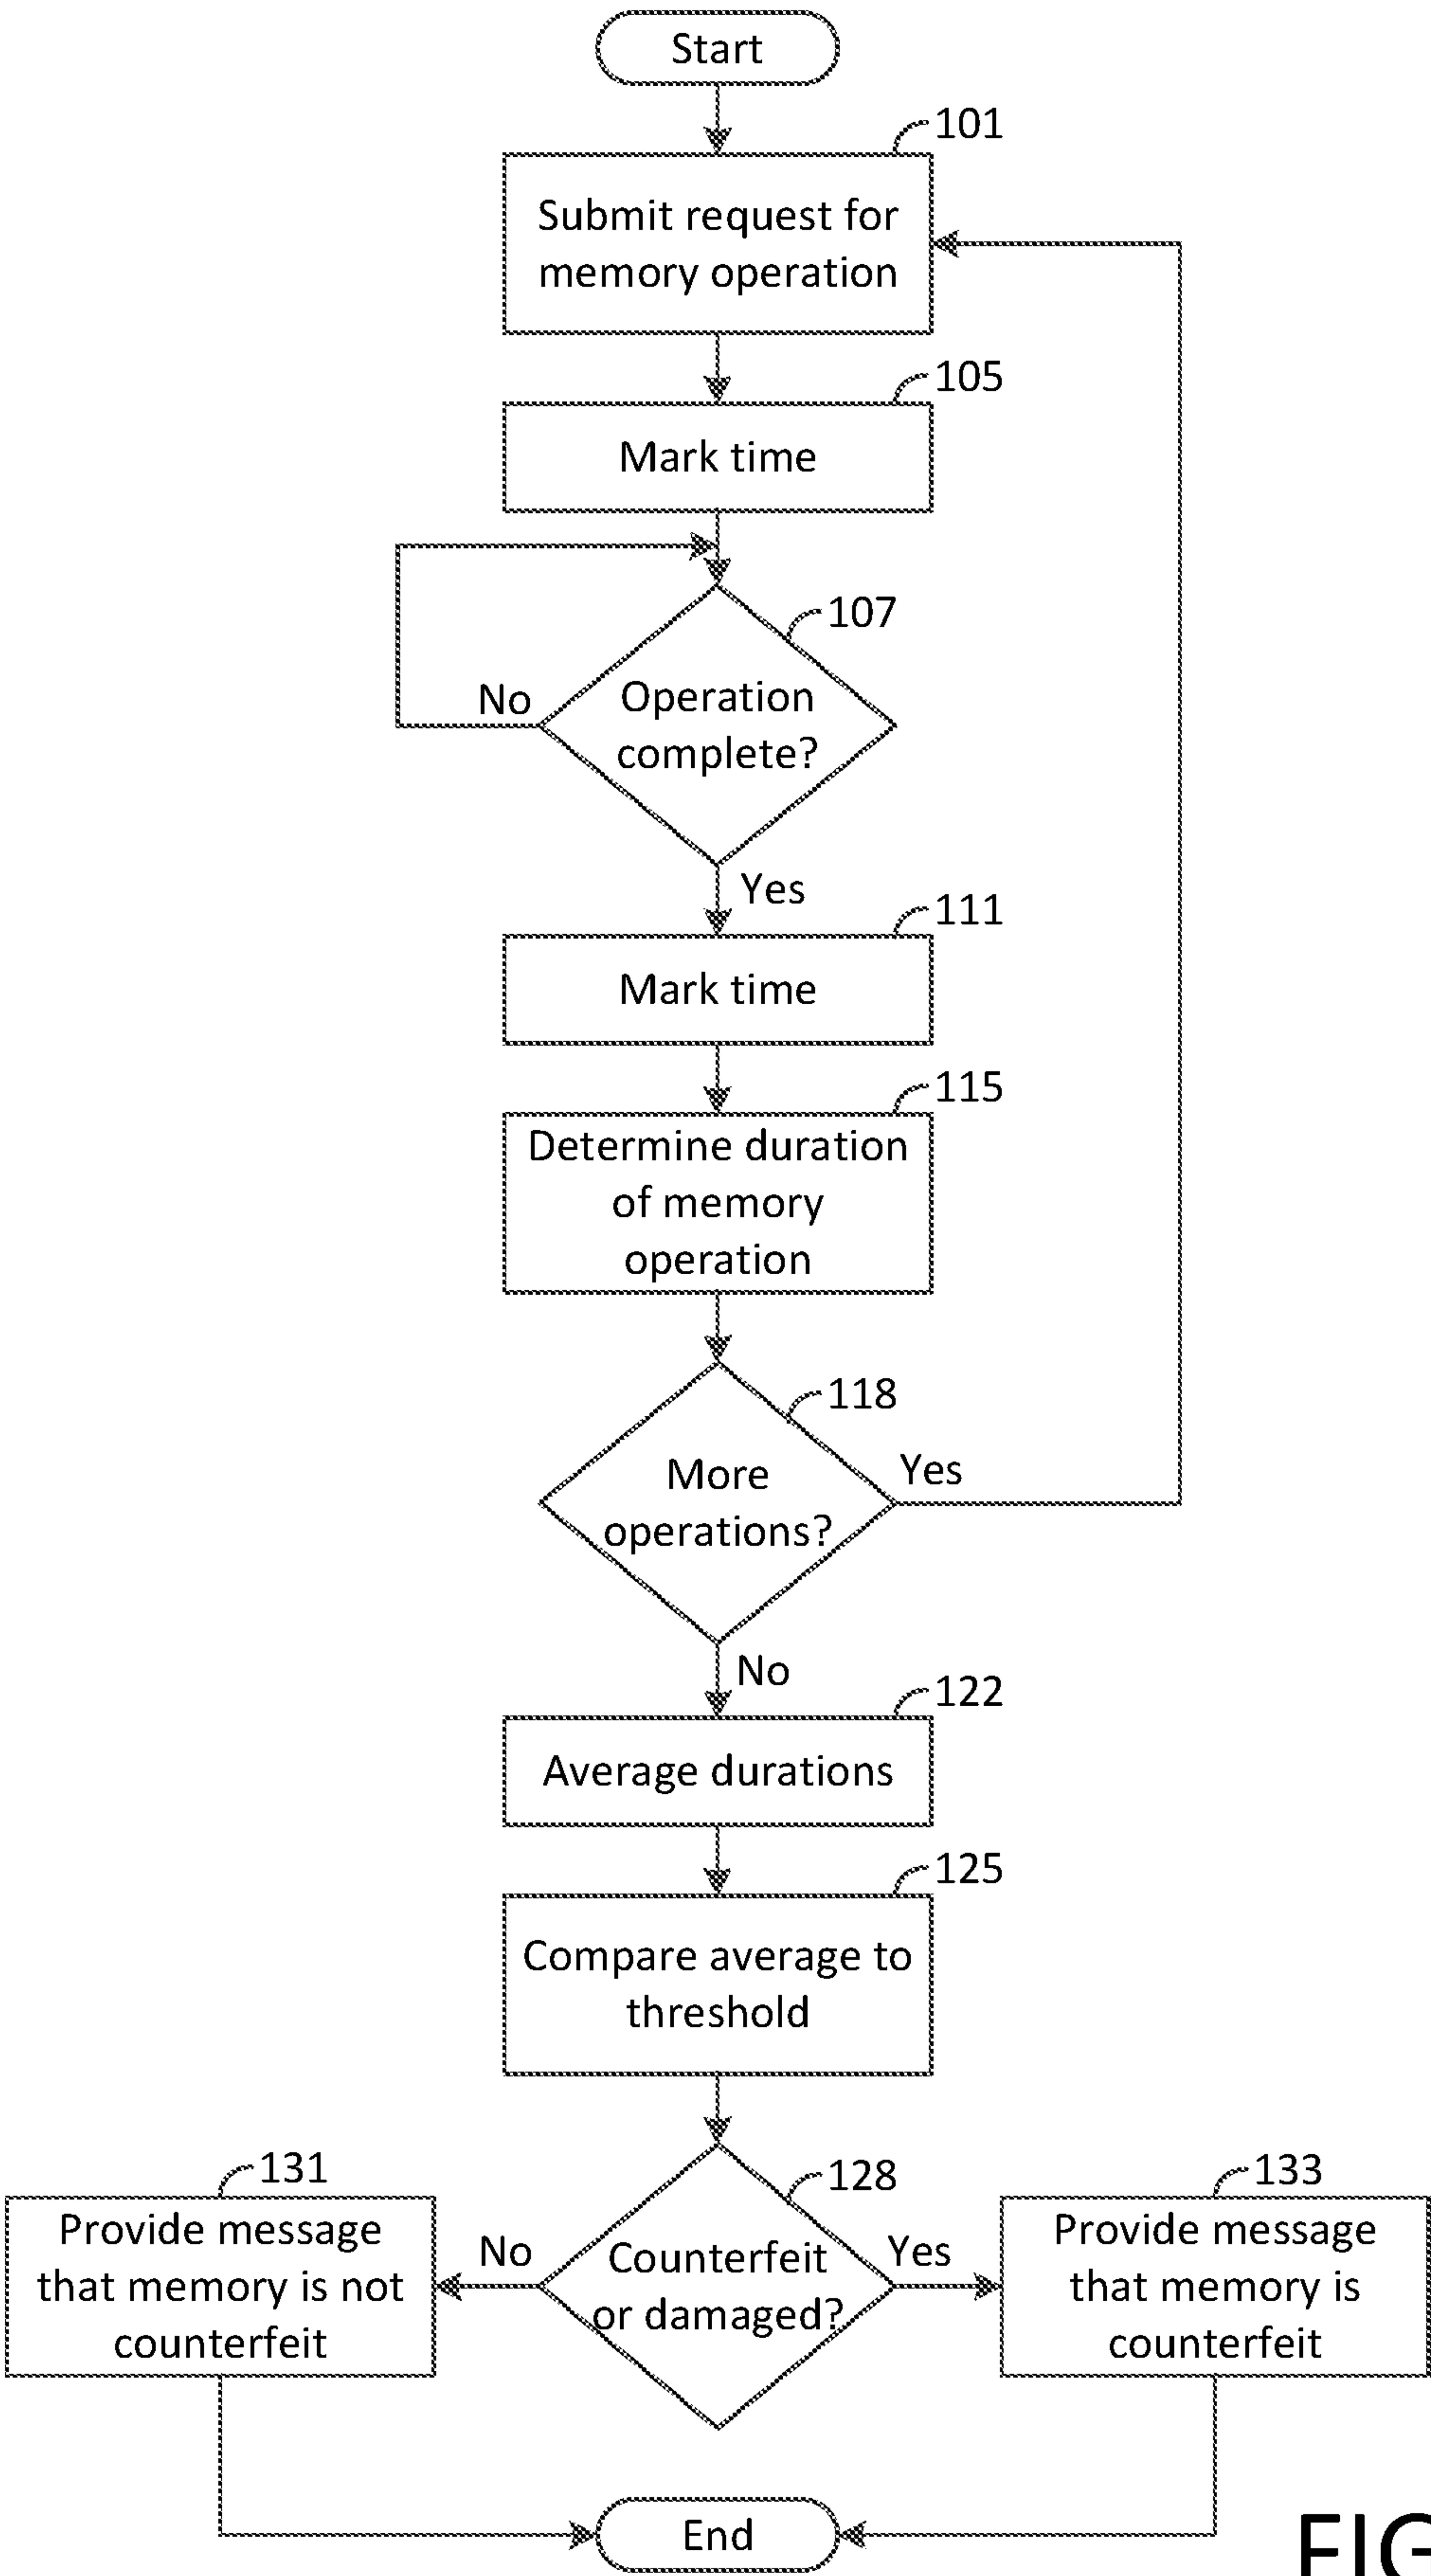 Start
101
Submit request for
memory operation
105
Mark time
107
No
Operation
complete?
Yes
111
Mark time
115
Determine duration
of memory
operation
118
More
operations?
Yes
No
122
Average durations
125
Compare average to
threshold
131
128
133
Provide message
that memory is not
counterfeit
No
Counterfeit
or damaged?
Yes
Provide message
that memory is
counterfeit
End
FIG